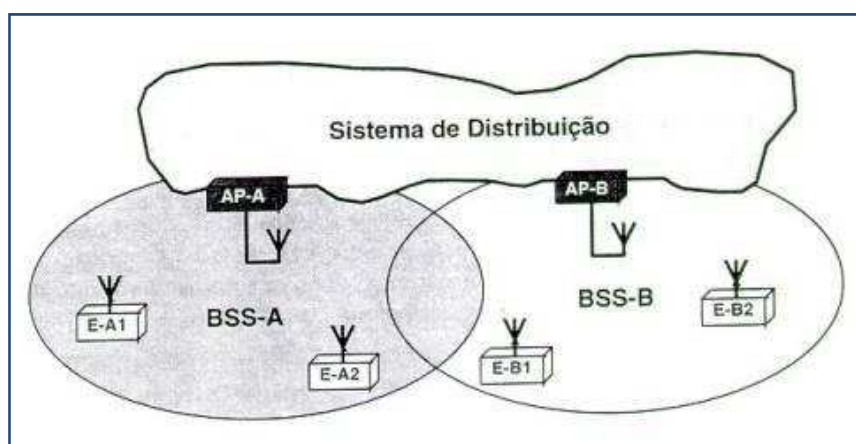 Sistema de Distribuição
AP-A
AP-B
BSS-A
BSS-B
E-A1
E-A2
E-B1
E-B2